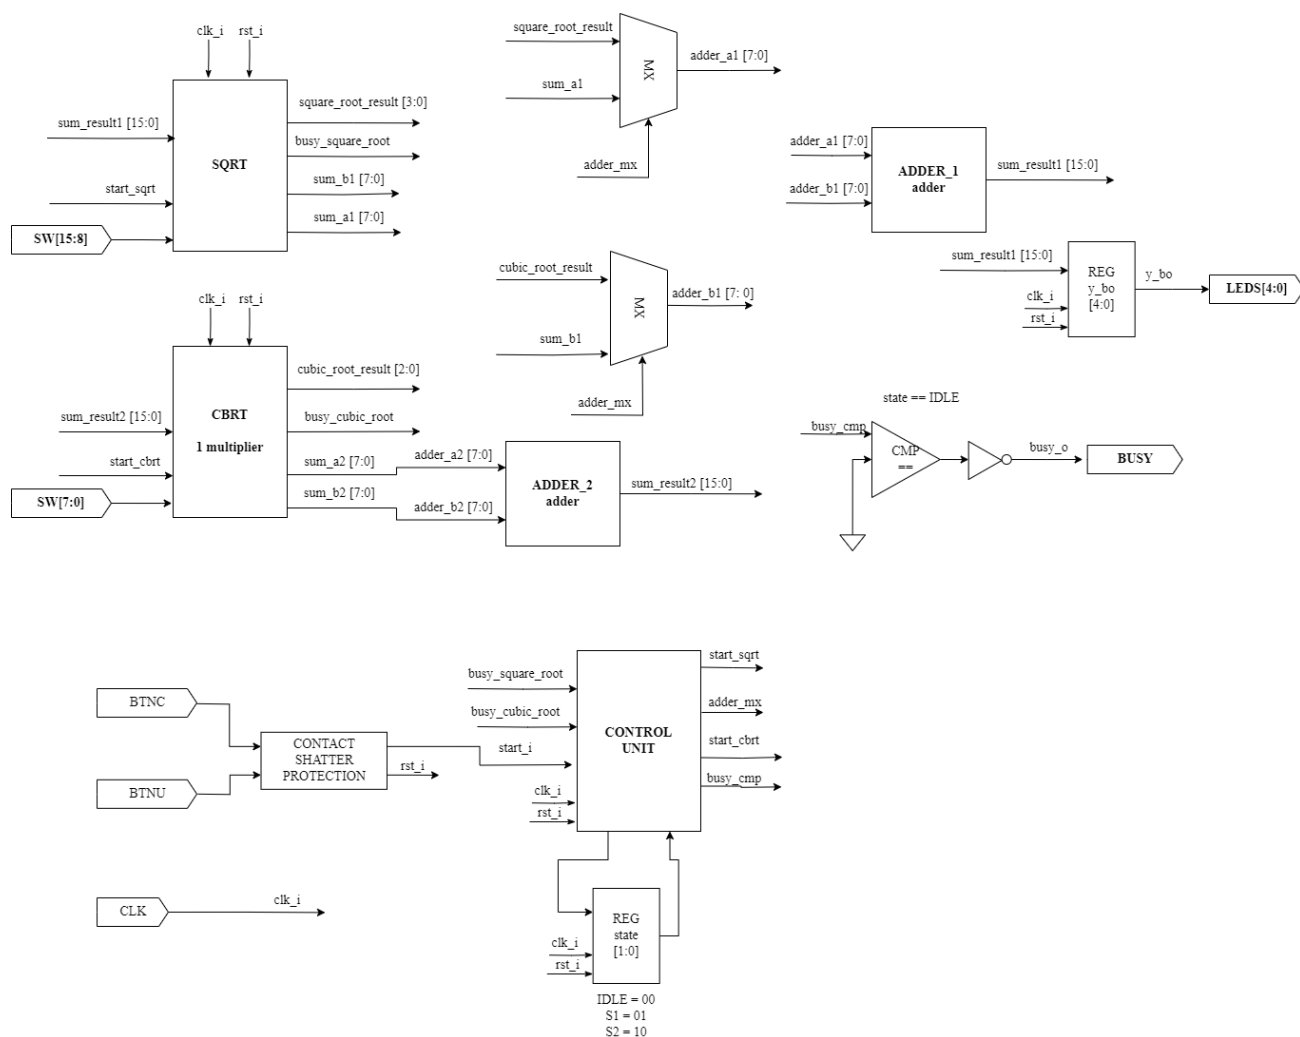 clk_i
rst_i
sum_result1 [15:0]
start_sqrt
SW[15:8]
SQRT
square_root_result [3:0]
busy_square_root
sum_b1 [7:0]
sum_a1 [7:0]
square_root_result
sum_a1
MX
adder_mx
adder_a1 [7:0]
adder_a1 [7:0]
adder_b1 [7:0]
ADDER_1
adder
sum_result1 [15:0]
cubic_root_result
sum_b1
MX
adder_mx
adder_b1 [7: 0]
sum_result1 [15:0]
clk_i
rst_i
REG
y_bo
[4:0]
y_bo
LEDS[4:0]
clk_i
rst_i
sum_result2 [15:0]
start_cbrt
SW[7:0]
CBRT
1 multiplier
cubic_root_result [2:0]
busy_cubic_root
sum_a2 [7:0]
sum_b2 [7:0]
adder_a2 [7:0]
adder_b2 [7:0]
ADDER_2
adder
sum_result2 [15:0]
state == IDLE
busy_cmp
CMP
==
busy_o
BUSY
BTNC
BTNU
CONTACT
SHATTER
PROTECTION
rst_i
start_i
busy_square_root
busy_cubic_root
clk_i
rst_i
CONTROL
UNIT
start_sqrt
adder_mx
start_cbrt
busy_cmp
CLK
clk_i
clk_i
rst_i
REG
state
[1:0]
IDLE = 00
S1 = 01
S2 = 10